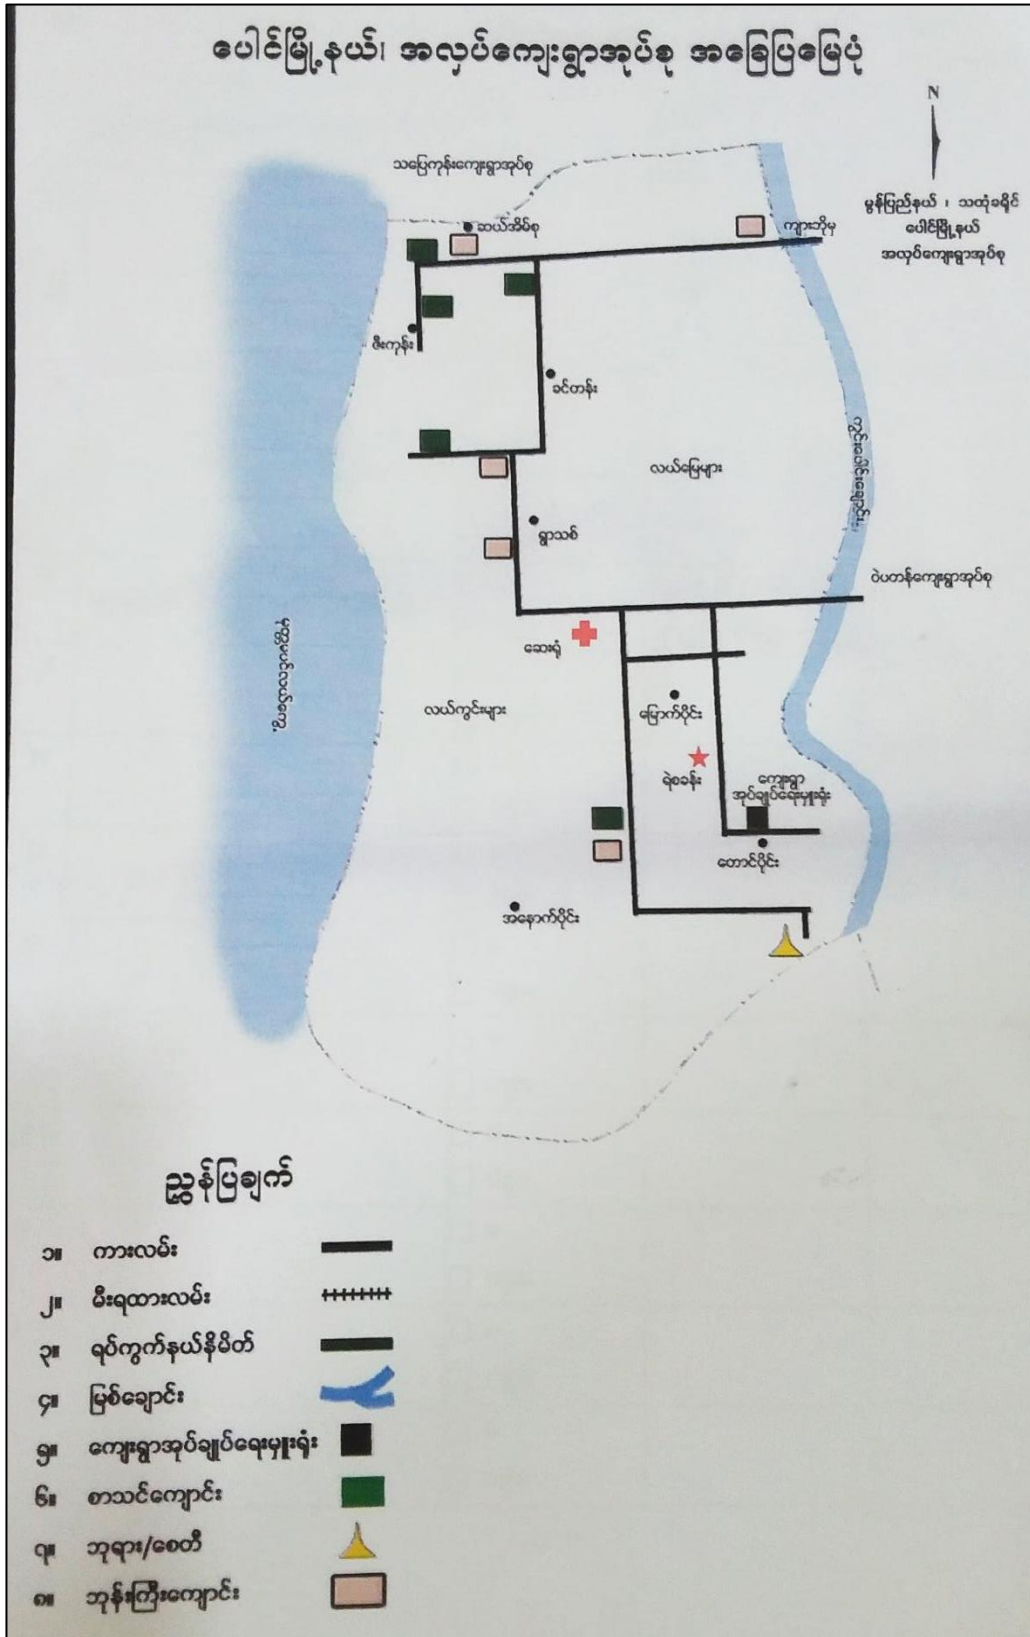 ပေါင်မြို့နယ်၊ အလှပ်ကျေးရွာအုပ်စု အခြေပြမြေပုံ
N
မွန်ပြည်နယ် ၊ သထုံခရိုင်
ပေါင်မြို့နယ်
အလှပ်ကျေးရွာအုပ်စု
သပြေကုန်းကျေးရွာအုပ်စု
ဆယ်အိမ်စု
ကျားဘိုမှ
ဇီးကုန်း
ခင်တန်း
လယ်မြေများ
ရွာသစ်
ဝဲပတန်ကျေးရွာအုပ်စု
ဆေးရုံ
လယ်ကွင်းများ
မြောက်ပိုင်း
ရဲစခန်း
ကျေးရွာ
အုပ်ချုပ်ရေးမှူးရုံး
တောင်ပိုင်း
အနောက်ပိုင်း
ညွှန်ပြချက်
၁။ ကားလမ်း
၂။ မီးရထားလမ်း
၃။ ရပ်ကွက်နယ်နိမိတ်
၄။ မြစ်ချောင်း
၅။ ကျေးရွာအုပ်ချုပ်ရေးမှူးရုံး
၆။ စာသင်ကျောင်း
၇။ ဘုရား/စေတီ
၈။ ဘုန်းကြီးကျောင်း